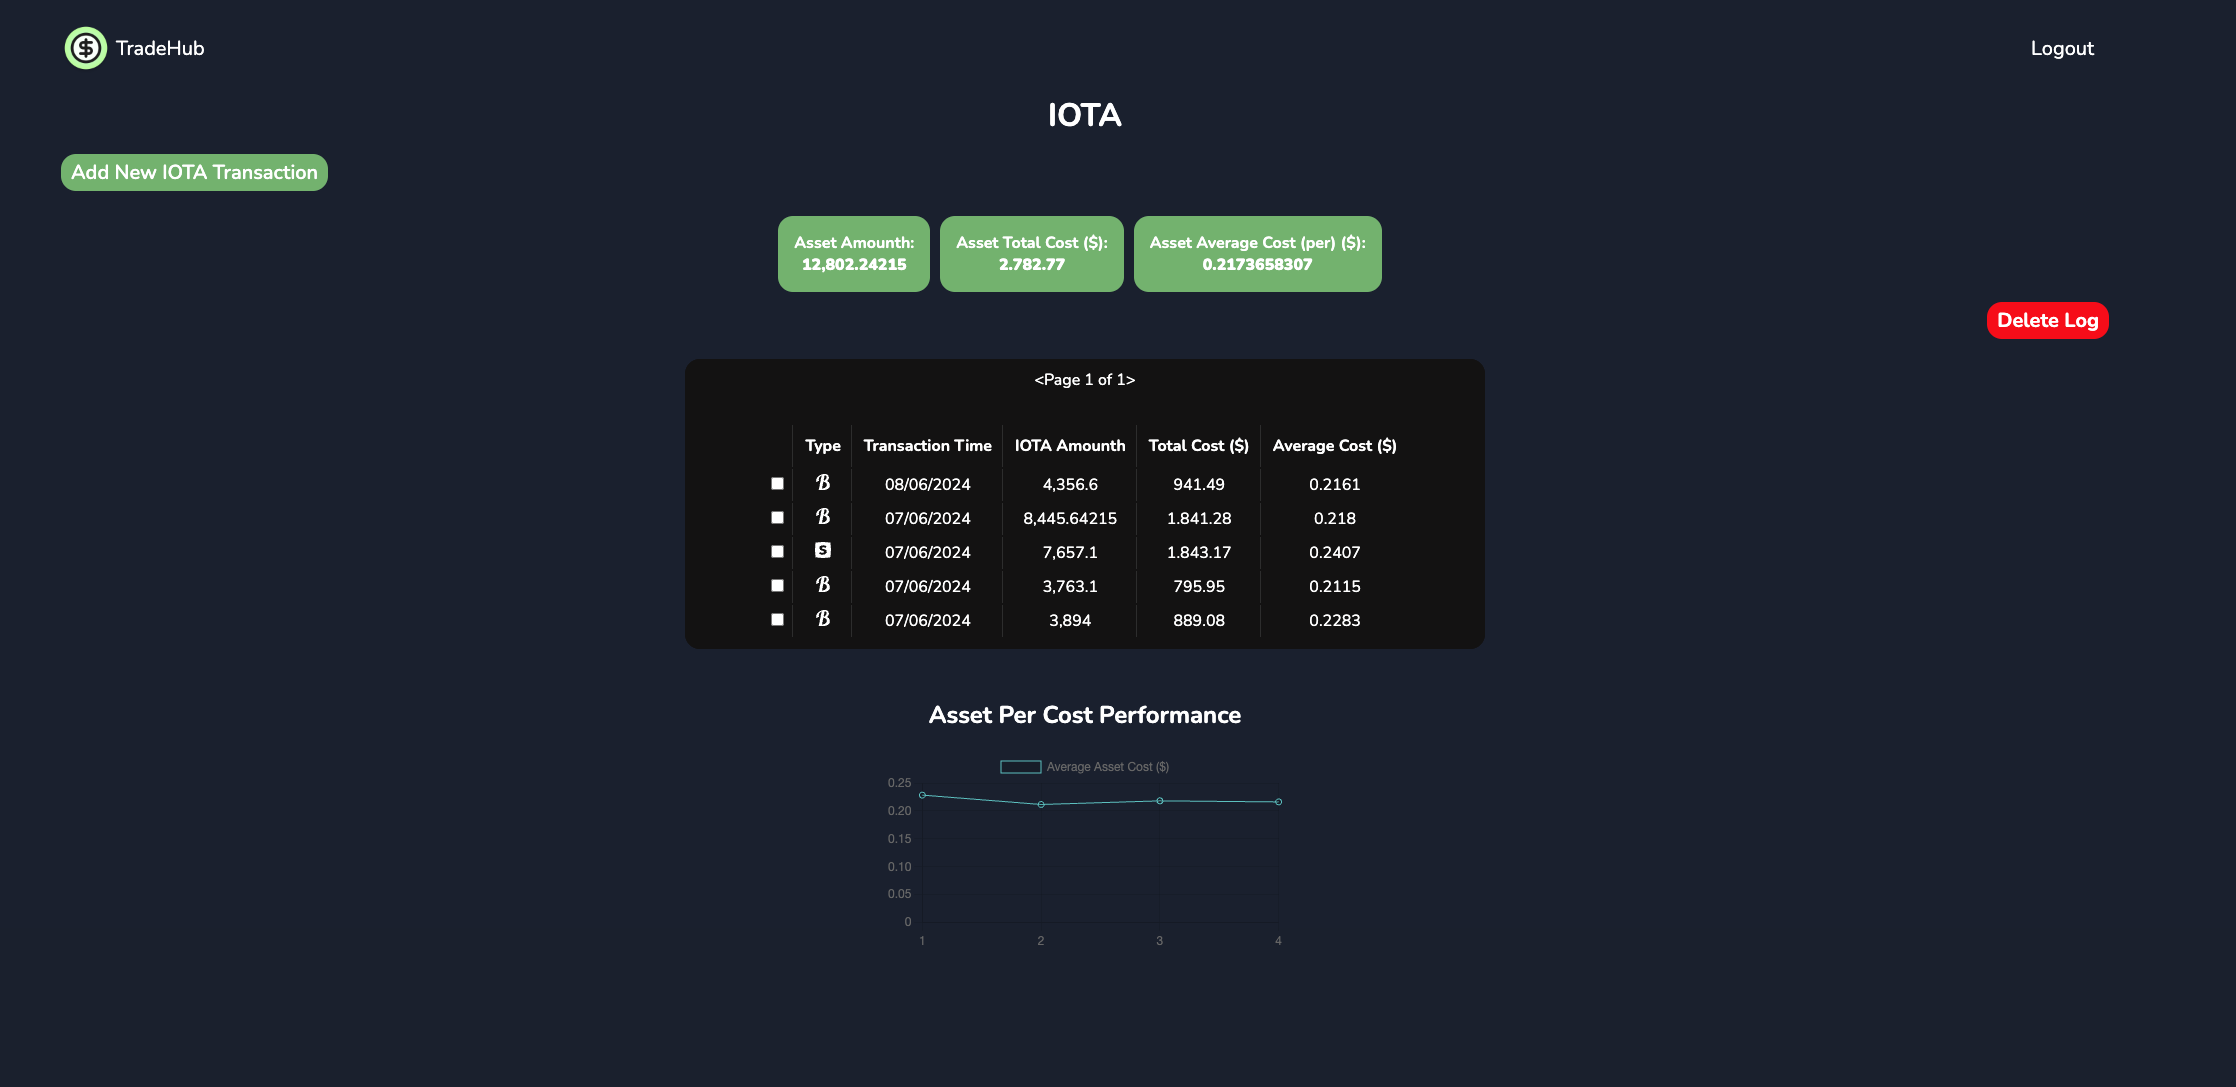 TradeHub
Logout
IOTA
Add New IOTA Transaction
Asset Amounth: Asset Total Cost ($): Asset Average Cost (per) ($):
12,802.24215 2.782.77 0.2173658307
Delete Log
<Page 1 of 1>
Type Transaction Time IOTA Amounth Total Cost ($) Average Cost ($)
B 08/06/2024 4,356.6 941.49 0.2161
B 07/06/2024 8,445.64215 1.841.28 0.218
S 07/06/2024 7,657.1 1.843.17 0.2407
B 07/06/2024 3,763.1 795.95 0.2115
B 07/06/2024 3,894 889.08 0.2283
Asset Per Cost Performance
Average Asset Cost ($)
0.25
0.20
0.15
0.10
0.05
0
1 2 3 4